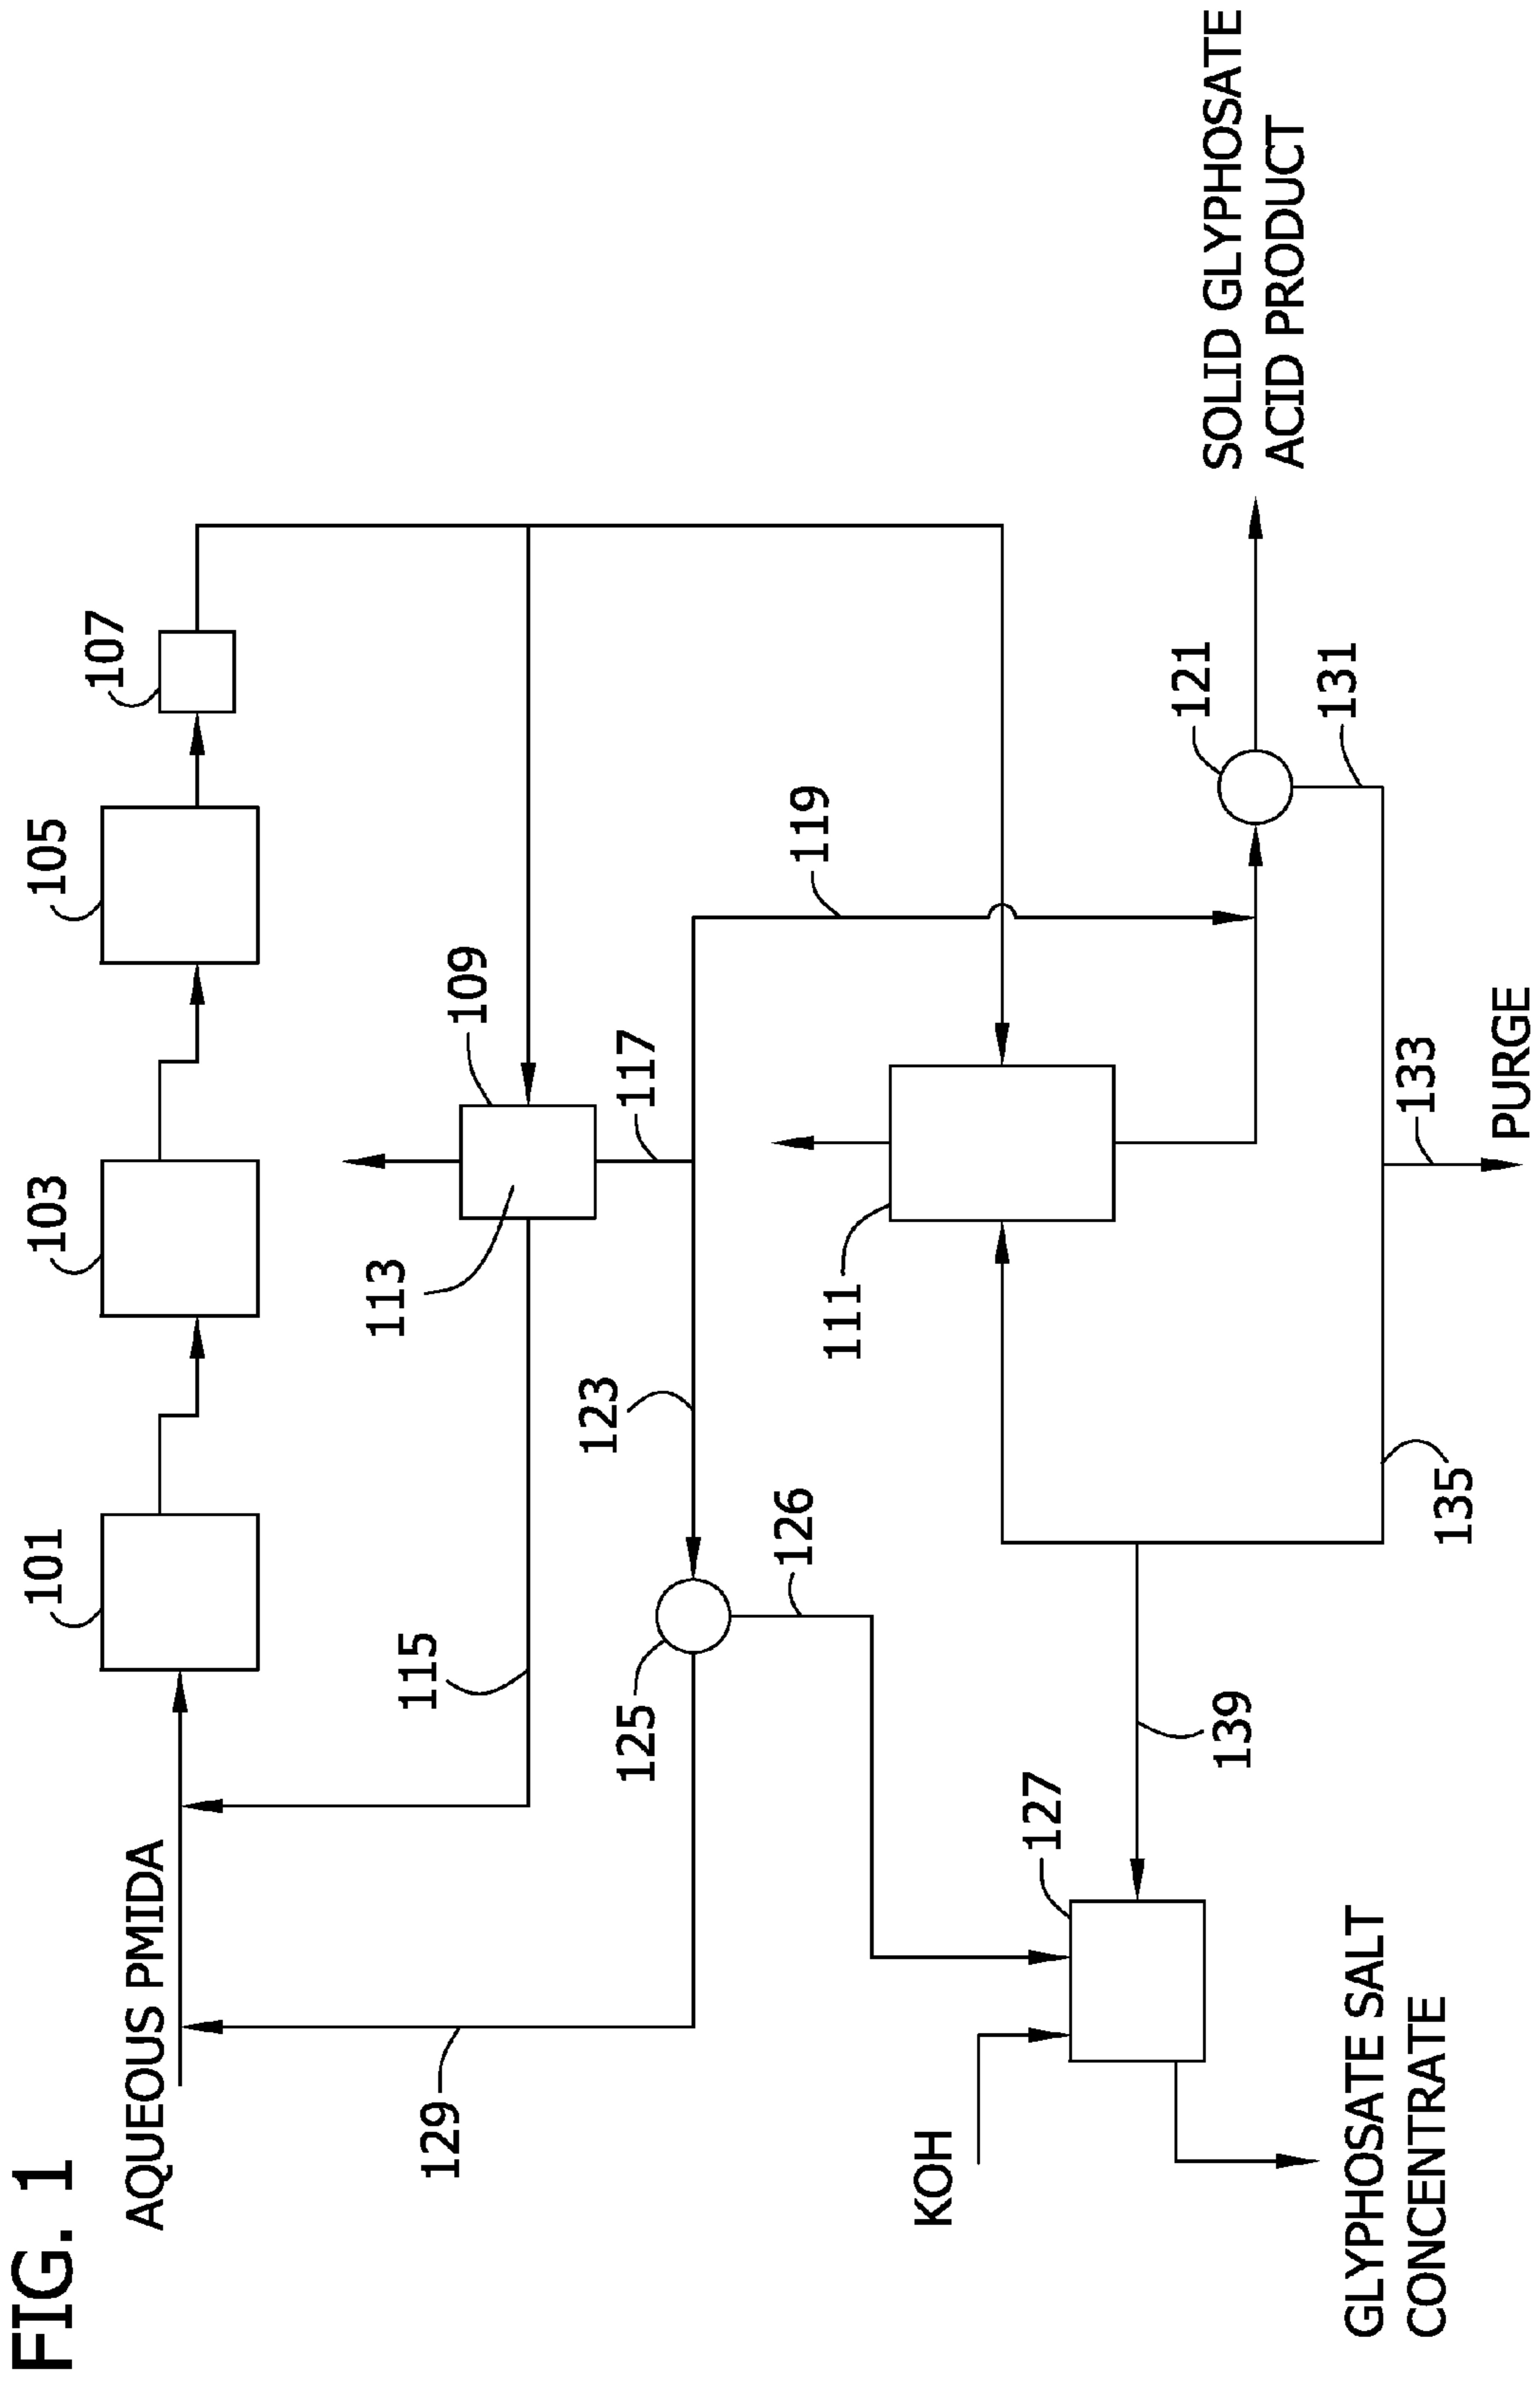 FIG. 1
AQUEOUS PMIDA
101
103
105
107
115
113
109
129
125
123
117
126
119
111
KOH
127
139
121
SOLID GLYPHOSATE
ACID PRODUCT
131
133
135
PURGE
GLYPHOSATE SALT
CONCENTRATE